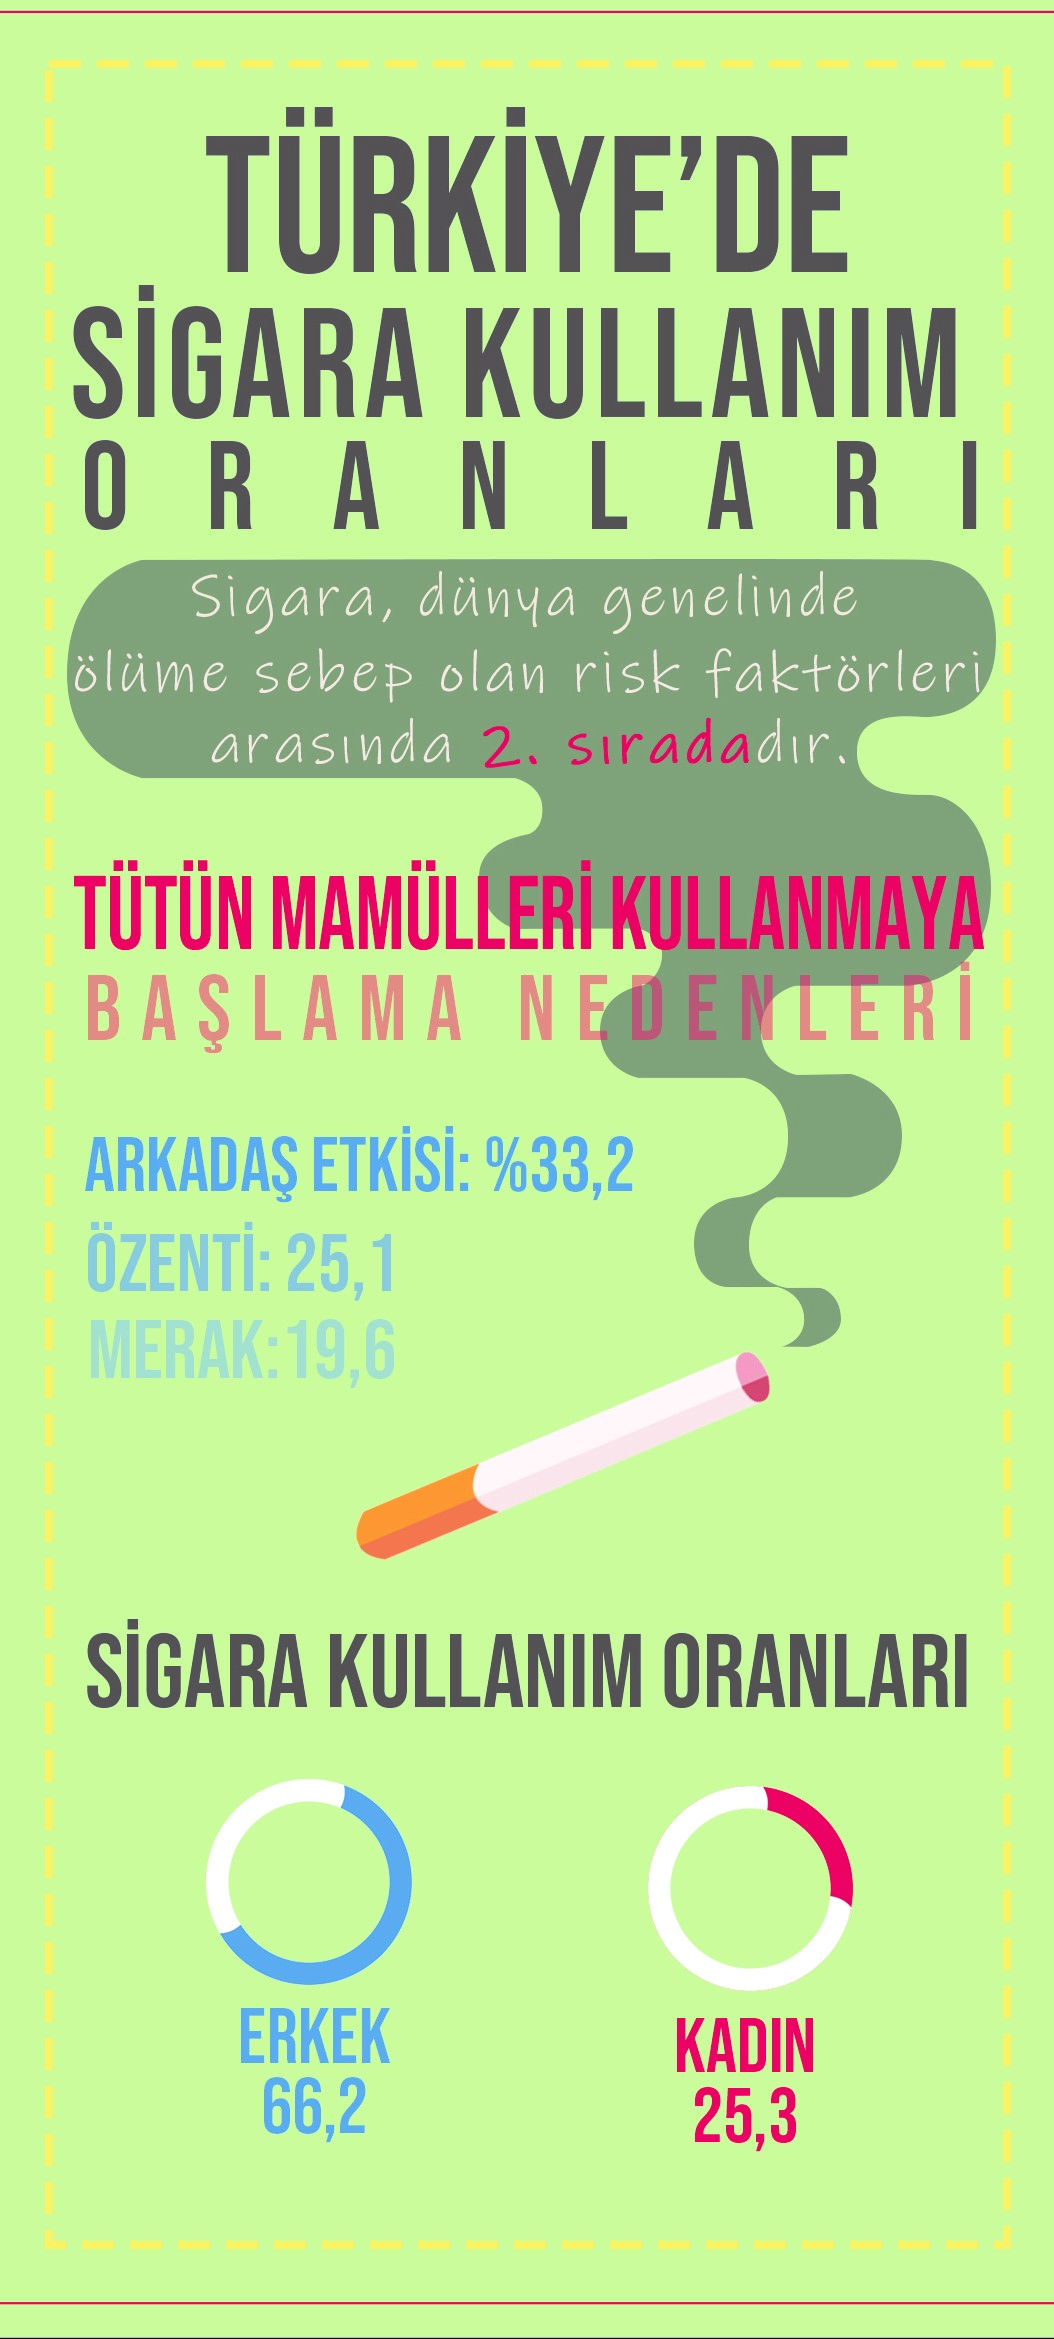 TÜRKİYE’DE
SİGARA KULLANIM
ORANLARI
Sigara, dünya genelinde
ölüme sebep olan risk faktörleri
arasında 2. sıradadır.
TÜTÜN MAMÜLLERİ KULLANMAYA
BAŞLAMA NEDENLERİ
ARKADAŞ ETKİSİ: %33,2
ÖZENTİ: 25,1
MERAK:19,6
SİGARA KULLANIM ORANLARI
ERKEK
66,2
KADIN
25,3